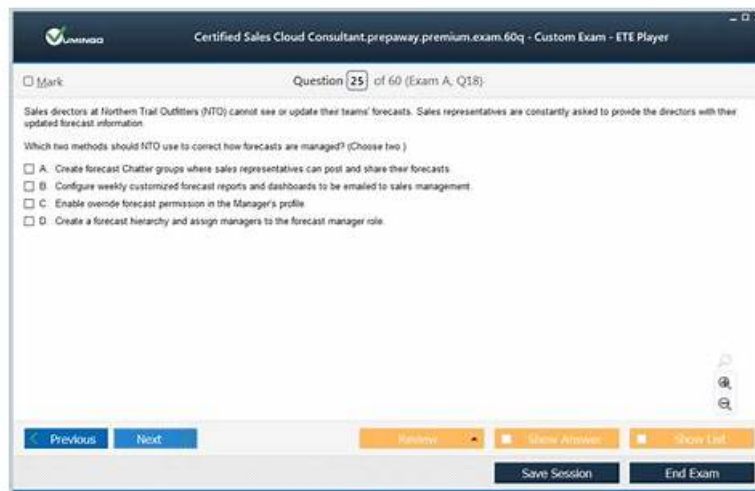 VUMINGO
Certified Sales Cloud Consultant.prepaway.premium.exam.60q - Custom Exam - ETE Player
Mark
Question 25 of 60 (Exam A, Q18)
Sales directors at Northern Trail Outfitters (NTO) cannot see or update their teams' forecasts. Sales representatives are constantly asked to provide the directors with their
updated forecast information.
Which two methods should NTO use to correct how forecasts are managed? (Choose two.)
A. Create forecast Chatter groups where sales representatives can post and share their forecasts.
B. Configure weekly customized forecast reports and dashboards to be emailed to sales management.
C. Enable override forecast permission in the Manager's profile.
D. Create a forecast hierarchy and assign managers to the forecast manager role.
Previous
Next
Review
Show Answer
Show List
Save Session
End Exam